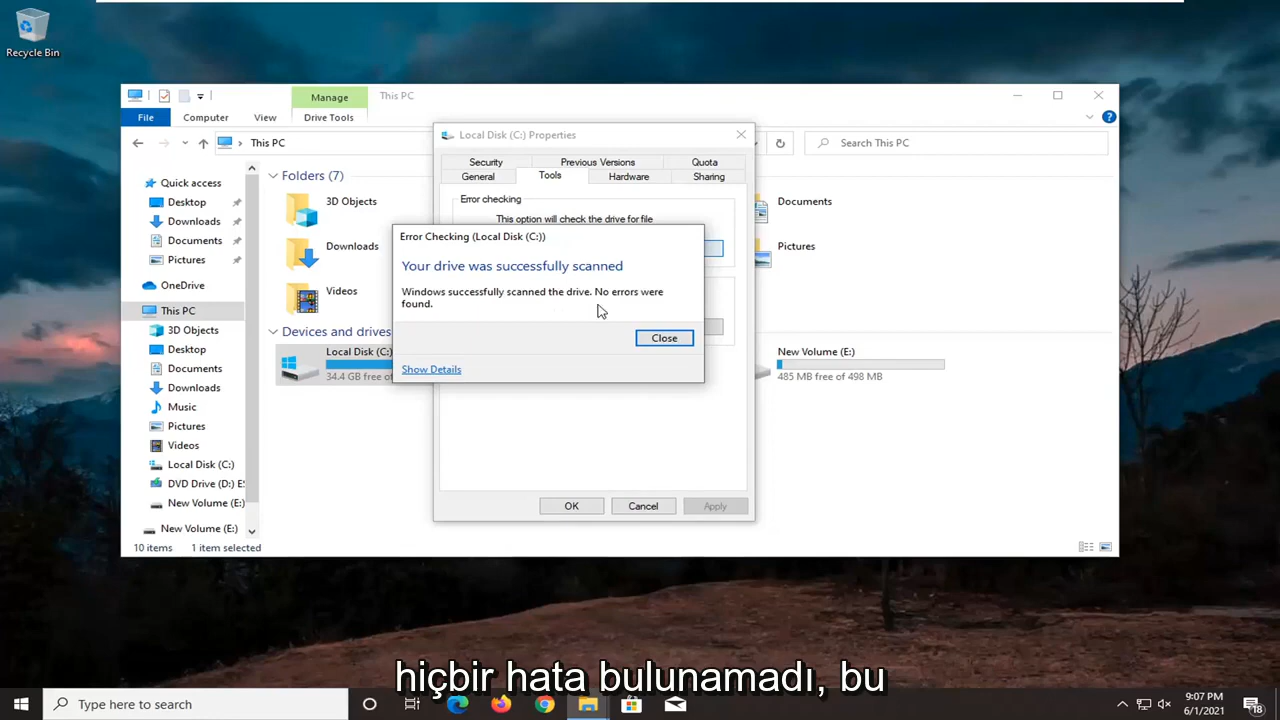 Recycle Bin
Manage
This PC
File
Computer
View
Drive Tools
This PC
Search This PC
Quick access
Desktop
Downloads
Documents
Pictures
OneDrive
This PC
3D Objects
Desktop
Documents
Downloads
Music
Pictures
Videos
Local Disk (C:)
DVD Drive (D:) ES
New Volume (E:)
New Volume (E:)
Folders (7)
3D Objects
Downloads
Videos
Documents
Pictures
Devices and drives
Local Disk (C:)
34.4 GB free of
New Volume (E:)
485 MB free of 498 MB
10 items
1 item selected
Local Disk (C:) Properties
Security
Previous Versions
Quota
General
Tools
Hardware
Sharing
Error checking
This option will check the drive for file
OK
Cancel
Apply
Error Checking (Local Disk (C:))
Your drive was successfully scanned
Windows successfully scanned the drive. No errors were
found.
Close
Show Details
hiçbir hata bulunamadı, bu
Type here to search
9:07 PM
6/1/2021
18